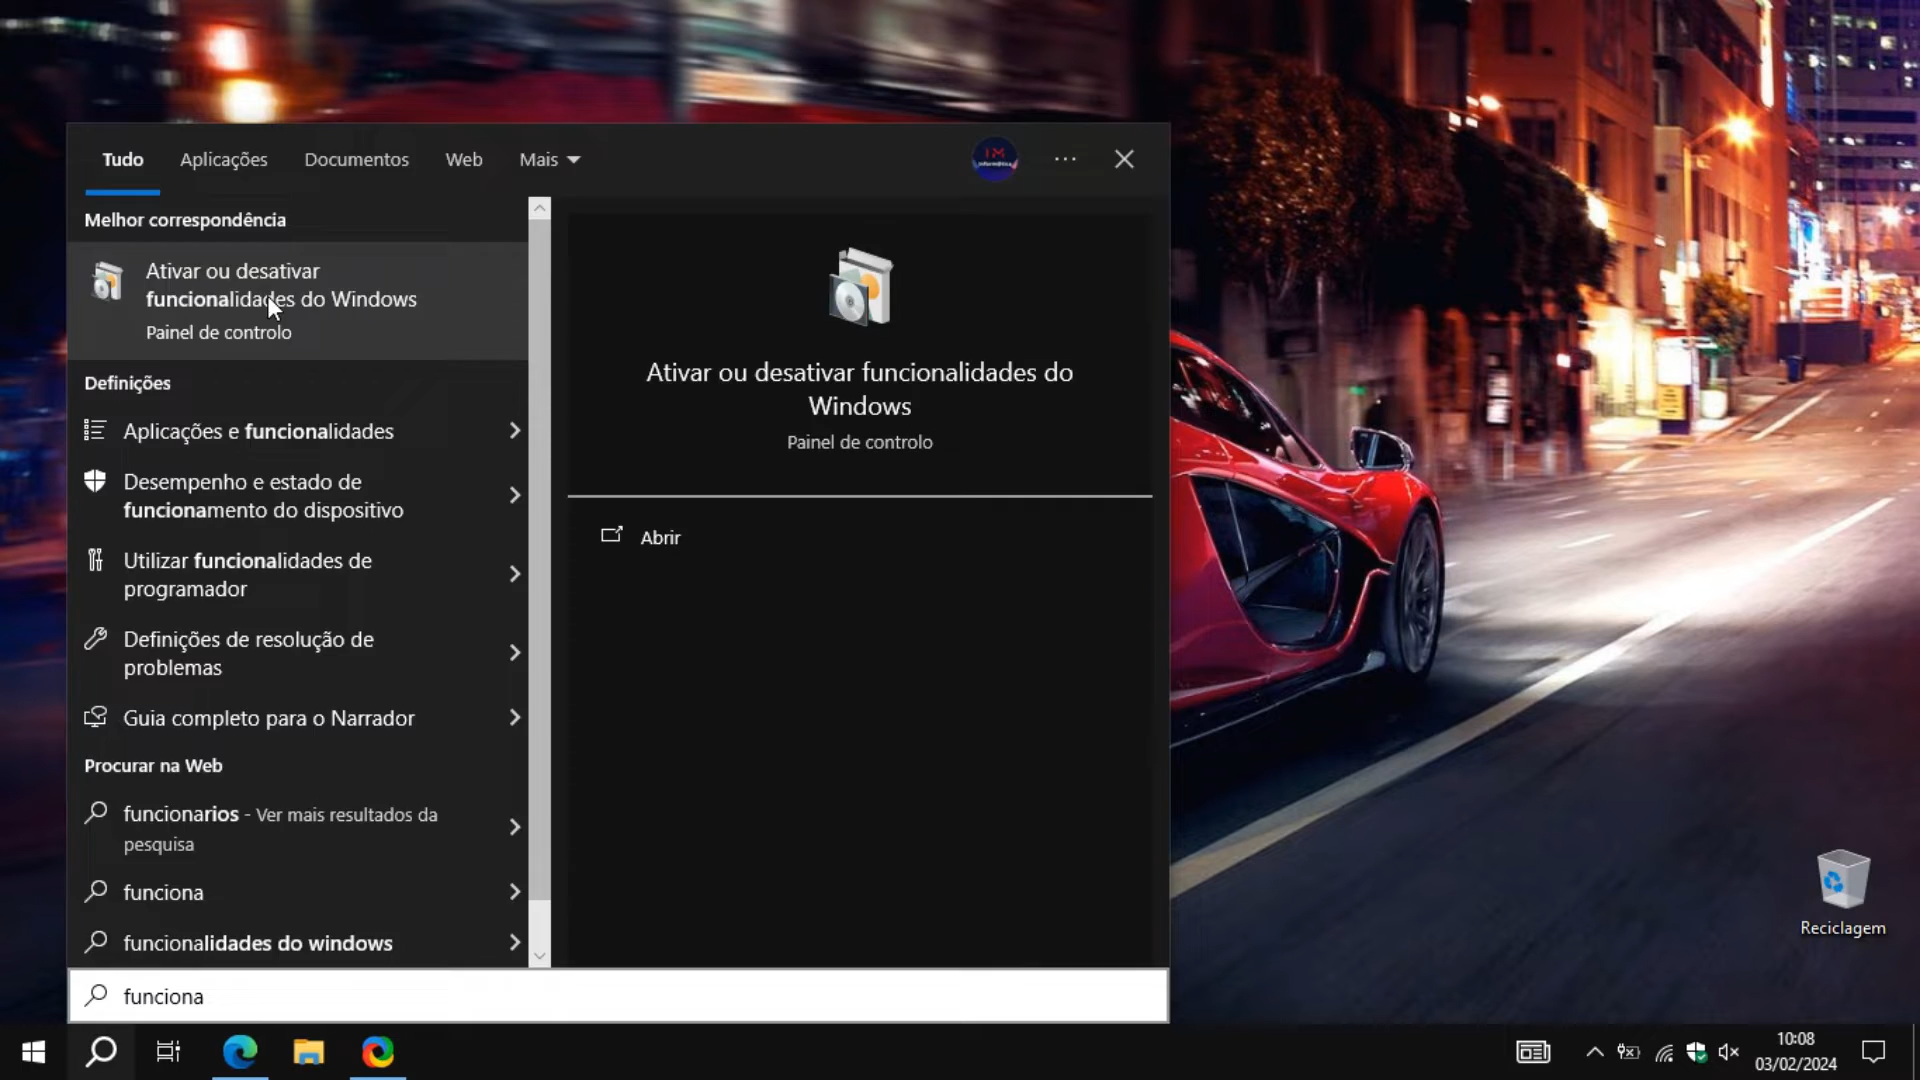 Tudo Aplicações Documentos Web Mais
Melhor correspondência
Ativar ou desativar
funcionalidades do Windows
Painel de controlo
Definições
Aplicações e funcionalidades
Desempenho e estado de
funcionamento do dispositivo
Utilizar funcionalidades de
programador
Definições de resolução de
problemas
Guia completo para o Narrador
Procurar na Web
funcionarios - Ver mais resultados da
pesquisa
funciona
funcionalidades do windows
funciona
Ativar ou desativar funcionalidades do
Windows
Painel de controlo
Abrir
Reciclagem
10:08
03/02/2024